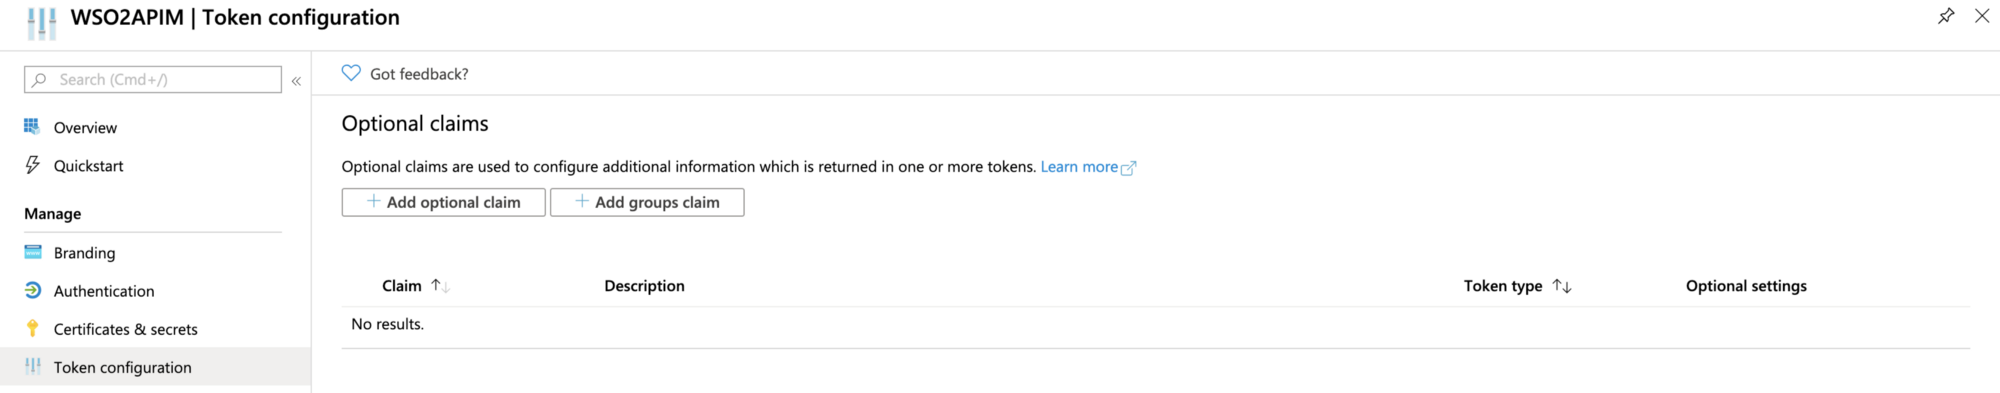 WSO2APIM | Token configuration
Search (Cmd+/)
«
Overview
Quickstart
Manage
Branding
Authentication
Certificates & secrets
Token configuration
Got feedback?
Optional claims
Optional claims are used to configure additional information which is returned in one or more tokens. Learn more
+ Add optional claim + Add groups claim
Claim ↑↓ Description Token type ↑↓ Optional settings
No results.